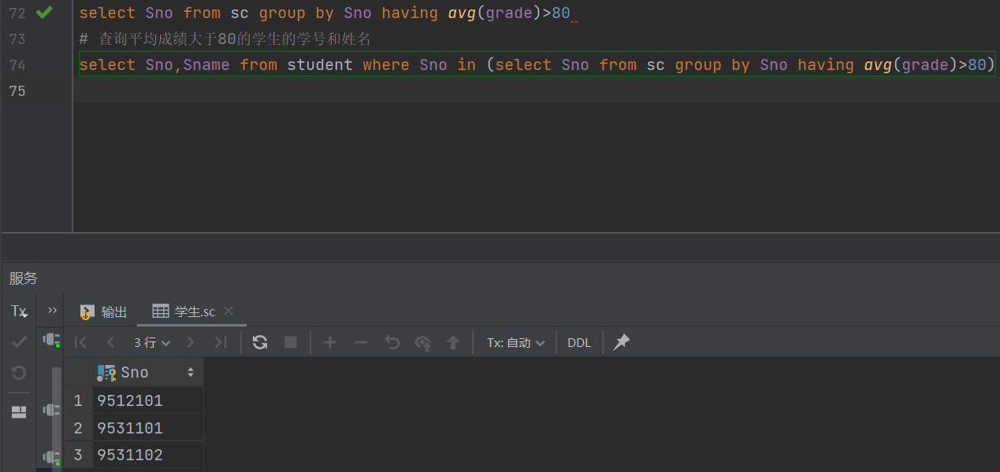 72 select Sno from sc group by Sno having avg(grade)>80
73 # 查询平均成绩大于80的学生的学号和姓名
74 select Sno,Sname from student where Sno in (select Sno from sc group by Sno having avg(grade)>80)
75
服务
Tx >> 输出 学生.sc
3 行 Tx: 自动 DDL
Sno
1 9512101
2 9531101
3 9531102